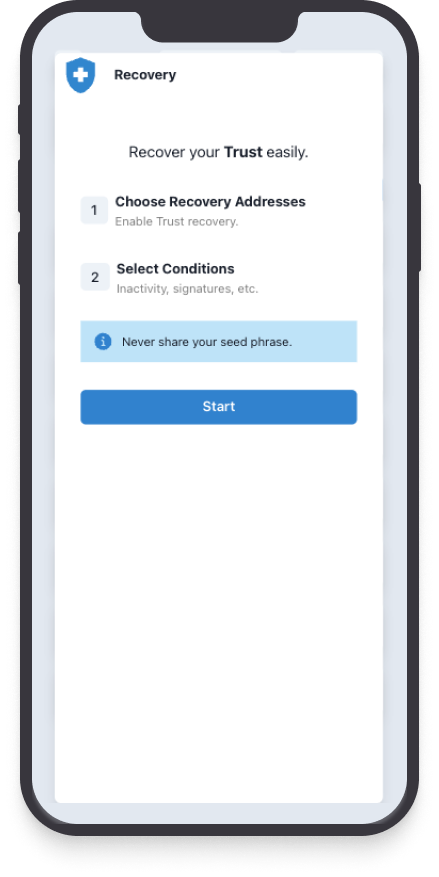 Recovery
Recover your Trust easily.
1 Choose Recovery Addresses
Enable Trust recovery.
2 Select Conditions
Inactivity, signatures, etc.
i Never share your seed phrase.
Start